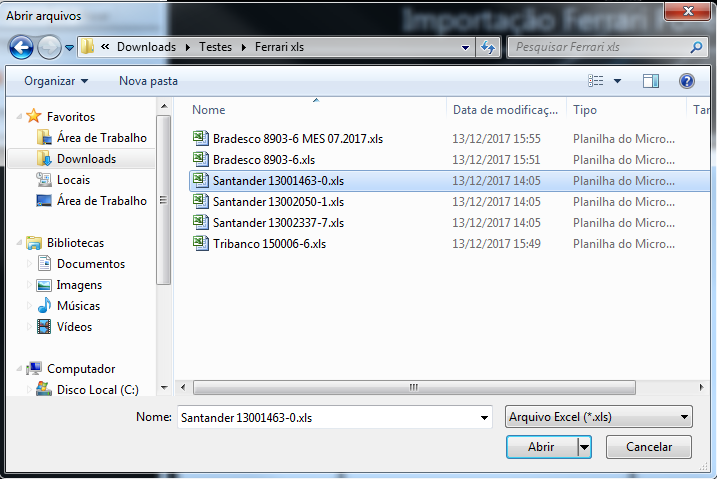 Importação Ferrari
Abrir arquivos
« Downloads Testes Ferrari xls
Pesquisar Ferrari xls
Organizar Nova pasta
Nome Data de modificaç... Tipo Tar
Favoritos
Área de Trabalho
Downloads
Locais
Área de Trabalho
Bibliotecas
Documentos
Imagens
Músicas
Vídeos
Computador
Disco Local (C:)
Bradesco 8903-6 MES 07.2017.xls 13/12/2017 15:55 Planilha do Micro...
Bradesco 8903-6.xls 13/12/2017 15:51 Planilha do Micro...
Santander 13001463-0.xls 13/12/2017 14:05 Planilha do Micro...
Santander 13002050-1.xls 13/12/2017 14:05 Planilha do Micro...
Santander 13002337-7.xls 13/12/2017 14:05 Planilha do Micro...
Tribanco 150006-6.xls 13/12/2017 15:49 Planilha do Micro...
Nome: Santander 13001463-0.xls Arquivo Excel (*.xls)
Abrir Cancelar